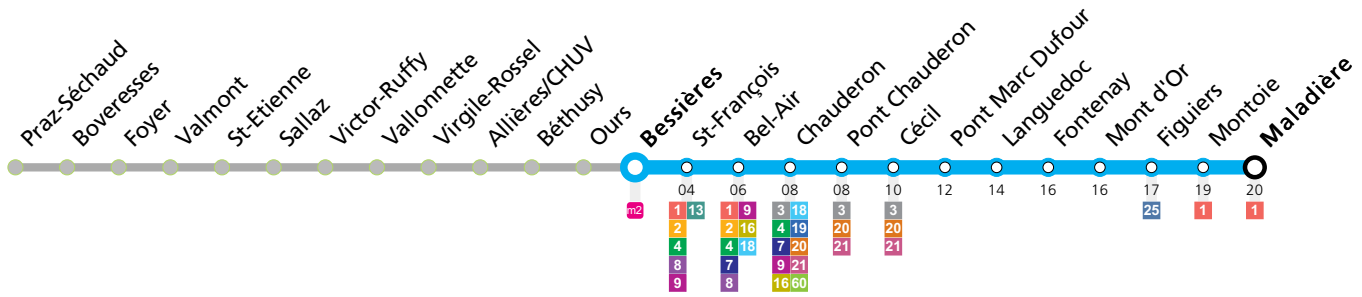 Praz-Séchaud
Boveresses
Foyer
Valmont
St-Etienne
Sallaz
Victor-Ruffy
Vallonnette
Virgile-Rossel
Allières/CHUV
Béthusy
Ours
Bessières
St-François
Bel-Air
Chauderon
Pont Chauderon
Cécil
Pont Marc Dufour
Languedoc
Fontenay
Mont d'Or
Figuiers
Montoie
Maladière
04 06 08 08 10 12 14 16 16 17 19 20
m2 1 13 1 9 3 18 3 3 25 1 1
2 2 16 4 19 20 20
4 4 18 7 20 21 21
8 7 9 21
9 8 16 60